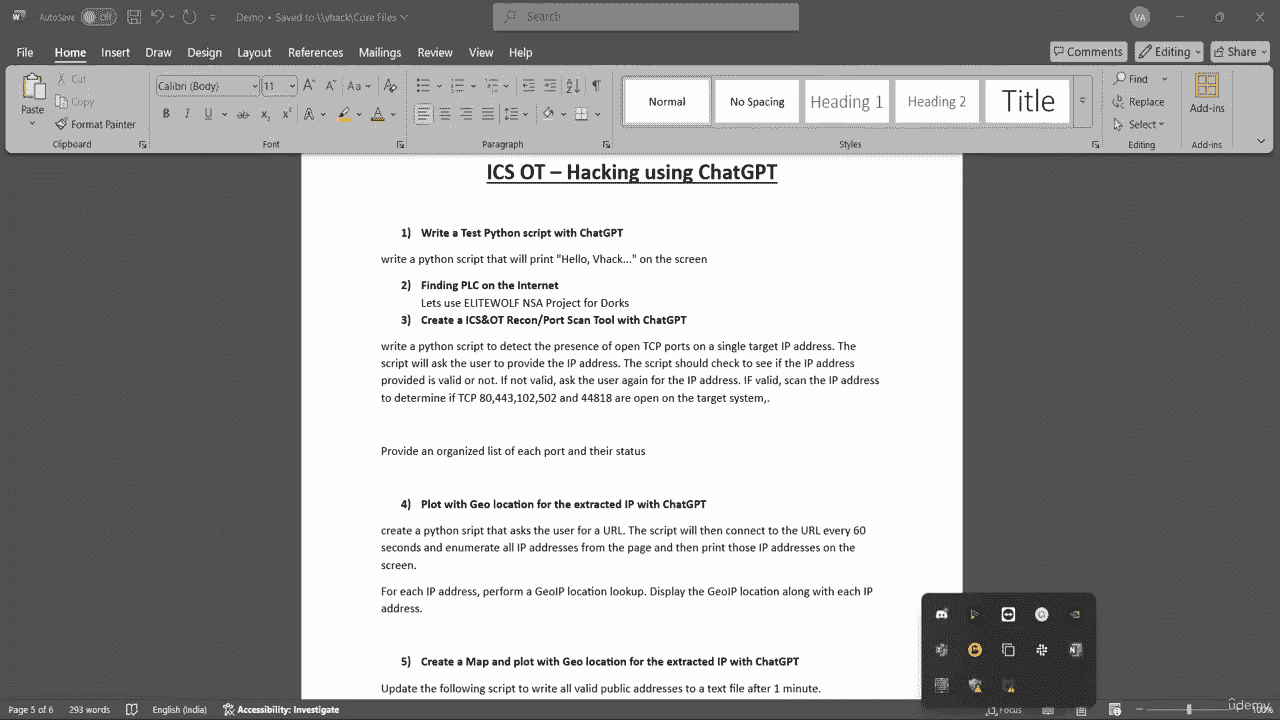 Demos - Saved to \\vhack\Cour:ved Files
Search
VA
File Home Insert Draw Design Layout References Mailings Review View Help
Comments Editing Share
Paste
Cut
Copy
Format Painter
Clipboard
Calibri (Body) 11
Font
Paragraph
Normal
No Spacing
Heading 1
Heading 2
Title
Styles
Find
Replace
Select
Editing
Add-ins
Add-ins
ICS OT – Hacking using ChatGPT
1) Write a Test Python script with ChatGPT
write a python script that will print "Hello, Vhack..." on the screen
2) Finding PLC on the Internet
Lets use ELITEWOLF NSA Project for Dorks
3) Create a ICS&OT Recon/Port Scan Tool with ChatGPT
write a python script to detect the presence of open TCP ports on a single target IP address. The
script will ask the user to provide the IP address. The script should check to see if the IP address
provided is valid or not. If not valid, ask the user again for the IP address. IF valid, scan the IP address
to determine if TCP 80,443,102,502 and 44818 are open on the target system,.
Provide an organized list of each port and their status
4) Plot with Geo location for the extracted IP with ChatGPT
create a python sript that asks the user for a URL. The script will then connect to the URL every 60
seconds and enumerate all IP addresses from the page and then print those IP addresses on the
screen.
For each IP address, perform a GeoIP location lookup. Display the GeoIP location along with each IP
address.
5) Create a Map and plot with Geo location for the extracted IP with ChatGPT
Update the following script to write all valid public addresses to a text file after 1 minute.
Page 5 of 6 293 words English (India) Accessibility: Investigate Focus